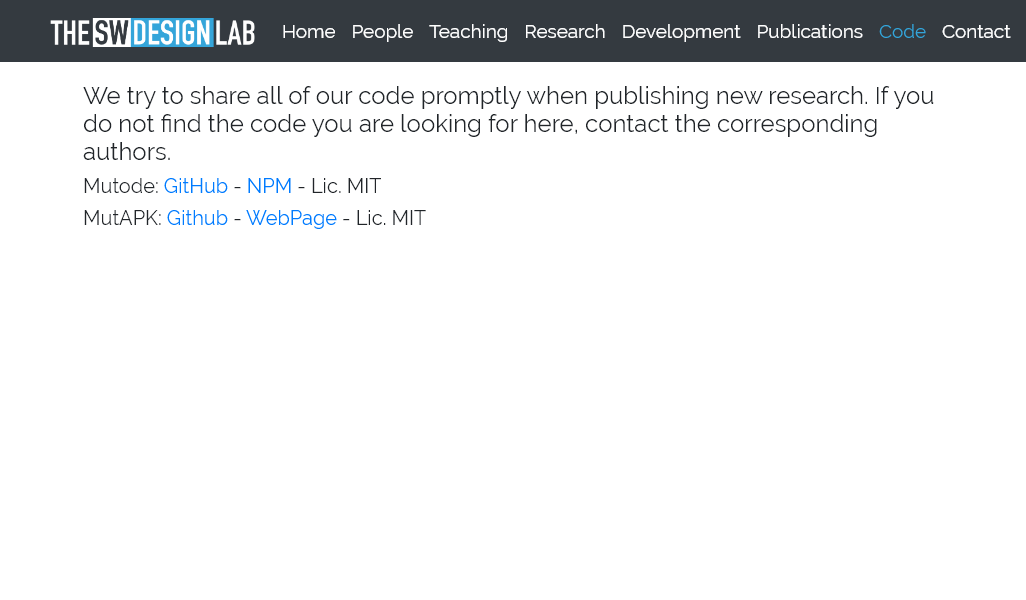 THE SW DESIGN LAB Home People Teaching Research Development Publications Code Contact
We try to share all of our code promptly when publishing new research. If you
do not find the code you are looking for here, contact the corresponding
authors.
Mutode: GitHub - NPM - Lic. MIT
MutAPK: Github - WebPage - Lic. MIT